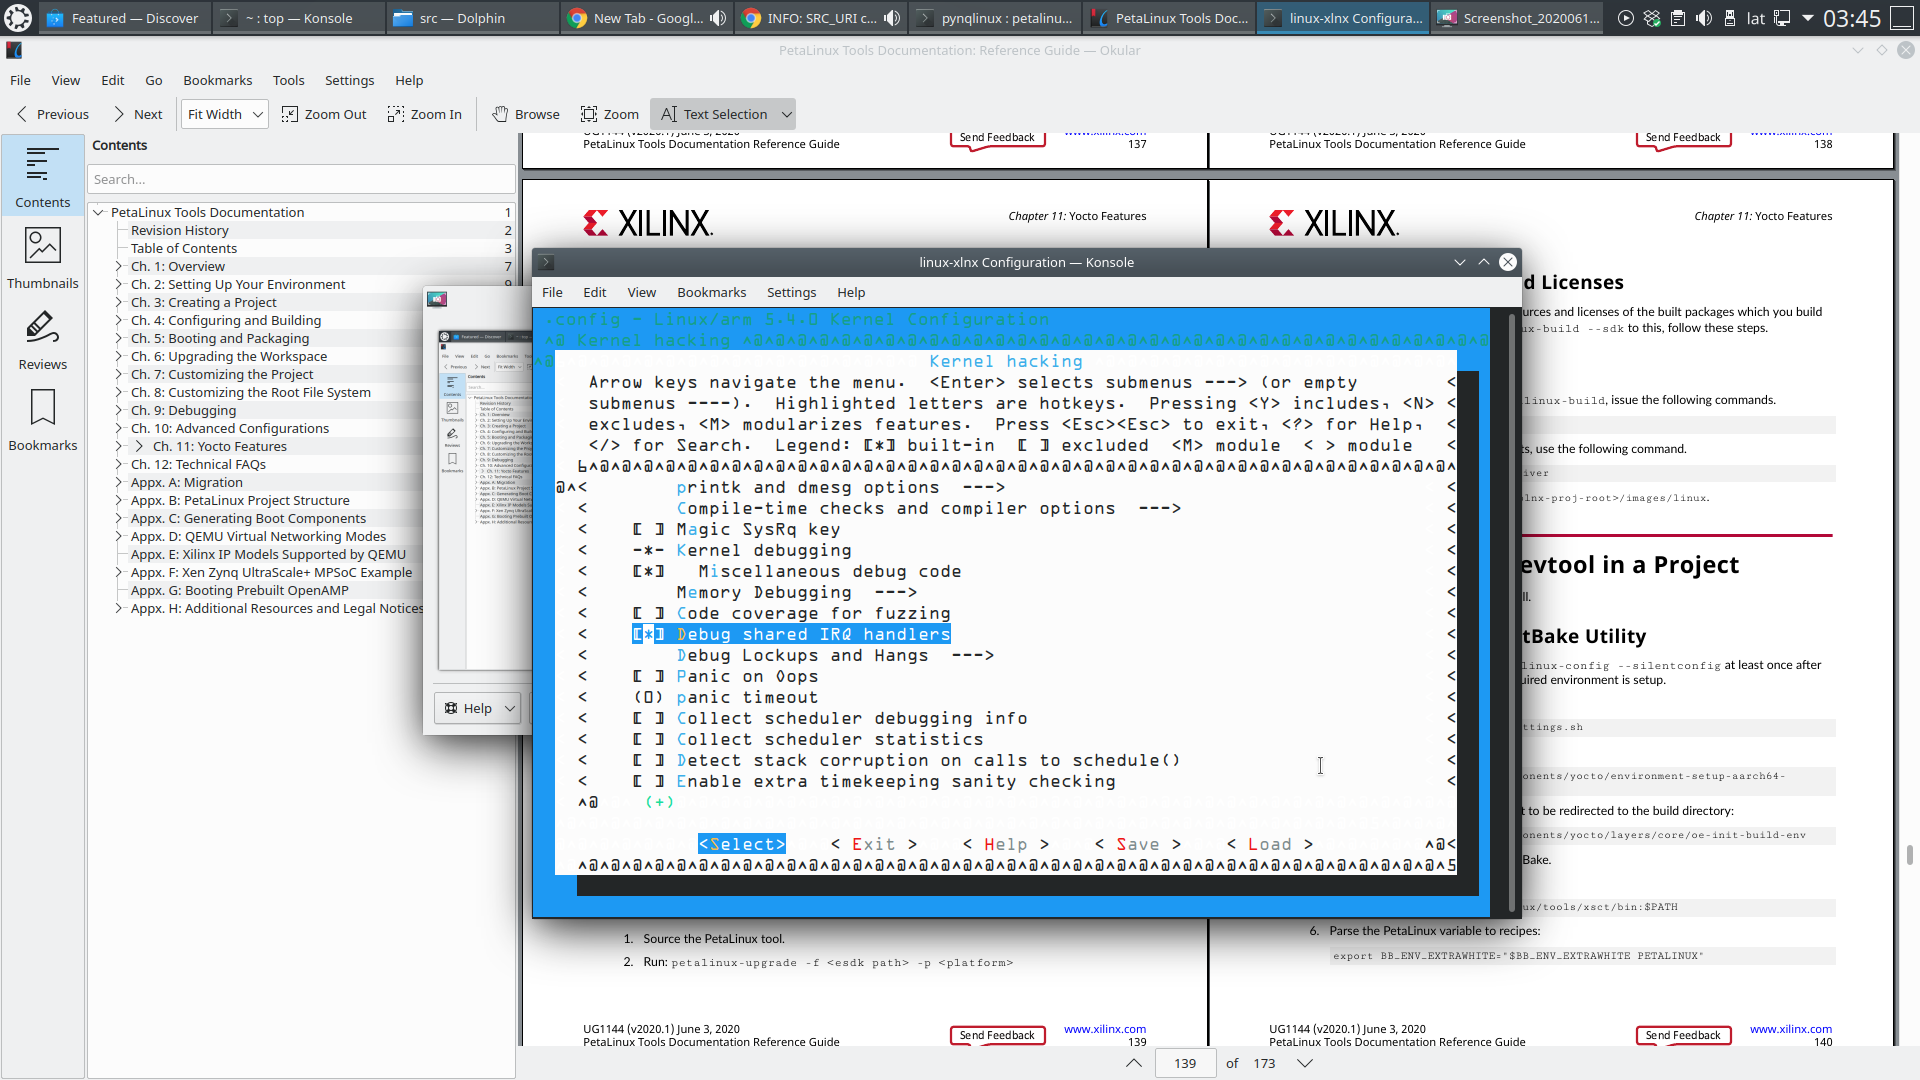 Featured — Discover
~ : top — Konsole
src — Dolphin
New Tab - Googl...
INFO: SRC_URI c...
pynqlinux : petalinu...
PetaLinux Tools Doc...
linux-xlnx Configura...
Screenshot_2020061...
lat
03:45
PetaLinux Tools Documentation: Reference Guide — Okular
File View Edit Go Bookmarks Tools Settings Help
Previous Next Fit Width Zoom Out Zoom In Browse Zoom Text Selection
Contents
Thumbnails
Reviews
Bookmarks
Contents
Search...
PetaLinux Tools Documentation 1
Revision History 2
Table of Contents 3
Ch. 1: Overview 7
Ch. 2: Setting Up Your Environment 9
Ch. 3: Creating a Project
Ch. 4: Configuring and Building
Ch. 5: Booting and Packaging
Ch. 6: Upgrading the Workspace
Ch. 7: Customizing the Project
Ch. 8: Customizing the Root File System
Ch. 9: Debugging
Ch. 10: Advanced Configurations
Ch. 11: Yocto Features
Ch. 12: Technical FAQs
Appx. A: Migration
Appx. B: PetaLinux Project Structure
Appx. C: Generating Boot Components
Appx. D: QEMU Virtual Networking Modes
Appx. E: Xilinx IP Models Supported by QEMU
Appx. F: Xen Zynq UltraScale+ MPSoC Example
Appx. G: Booting Prebuilt OpenAMP
Appx. H: Additional Resources and Legal Notices
Help
UG1144 (v2020.1) June 3, 2020 Send Feedback www.xilinx.com
PetaLinux Tools Documentation Reference Guide 137
Send Feedback www.xilinx.com
PetaLinux Tools Documentation Reference Guide 138
XILINX.
Chapter 11: Yocto Features
XILINX.
Chapter 11: Yocto Features
linux-xlnx Configuration — Konsole
File Edit View Bookmarks Settings Help
.config - Linux/arm 5.4.0 Kernel Configuration
Kernel hacking
Kernel hacking
Arrow keys navigate the menu. <Enter> selects submenus ---> (or empty
submenus ----). Highlighted letters are hotkeys. Pressing <Y> includes, <N>
excludes, <M> modularizes features. Press <Esc><Esc> to exit, <?> for Help,
</> for Search. Legend: [*] built-in [ ] excluded <M> module < > module
printk and dmesg options --->
Compile-time checks and compiler options --->
[ ] Magic SysRq key
-*- Kernel debugging
[*] Miscellaneous debug code
Memory Debugging --->
[ ] Code coverage for fuzzing
[*] Debug shared IRQ handlers
Debug Lockups and Hangs --->
[ ] Panic on Oops
(0) panic timeout
[ ] Collect scheduler debugging info
[ ] Collect scheduler statistics
[ ] Detect stack corruption on calls to schedule()
[ ] Enable extra timekeeping sanity checking
(+)
<Select> < Exit > < Help > < Save > < Load >
d Licenses
urces and licenses of the built packages which you build
ux-build --sdk to this, follow these steps.
linux-build, issue the following commands.
ts, use the following command.
iver
lnx-proj-root>/images/linux.
evtool in a Project
ll.
tBake Utility
linux-config --silentconfig at least once after
uired environment is setup.
ttings.sh
onents/yocto/environment-setup-aarch64-
t to be redirected to the build directory:
onents/yocto/layers/core/oe-init-build-env
Bake.
ux/tools/xsct/bin:$PATH
1. Source the PetaLinux tool.
2. Run: petalinux-upgrade -f <esdk path> -p <platform>
6. Parse the PetaLinux variable to recipes:
export BB_ENV_EXTRAWHITE="$BB_ENV_EXTRAWHITE PETALINUX"
UG1144 (v2020.1) June 3, 2020 Send Feedback www.xilinx.com
PetaLinux Tools Documentation Reference Guide 139
UG1144 (v2020.1) June 3, 2020 Send Feedback www.xilinx.com
PetaLinux Tools Documentation Reference Guide 140
139 of 173